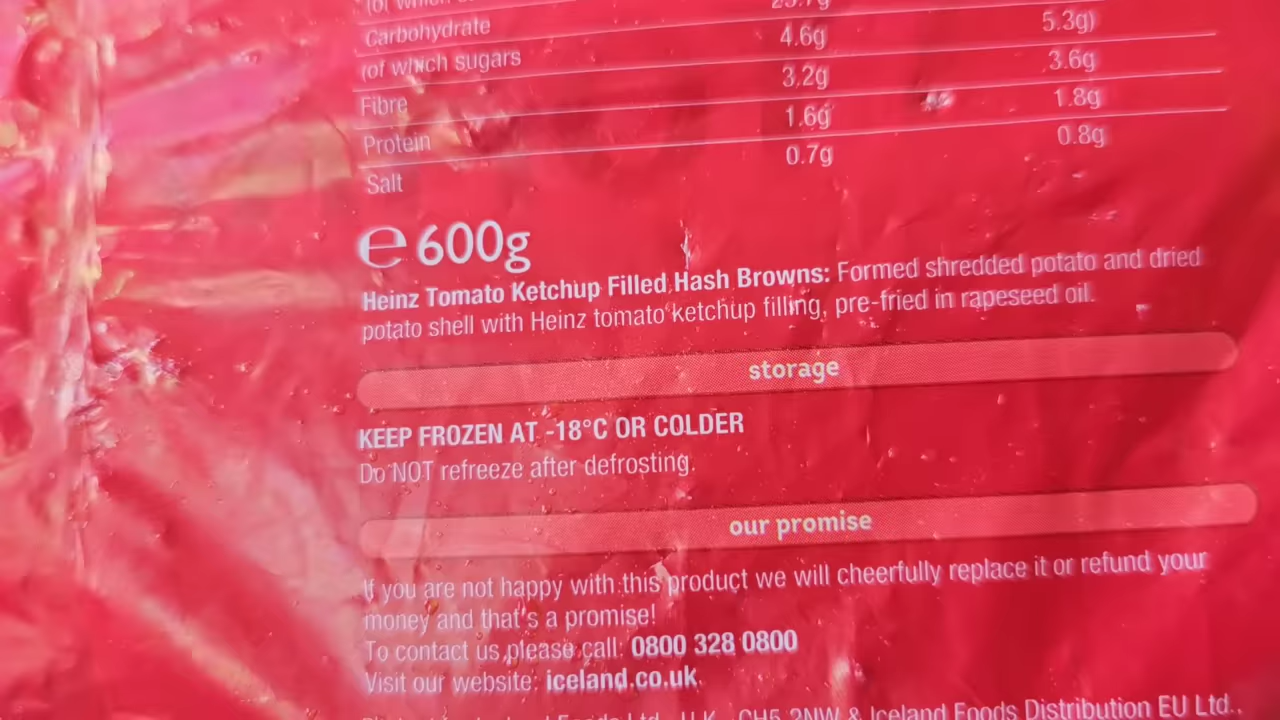 (of which
Carbohydrate
(of which sugars 4.6g 5.3g)
Fibre 3.2g 3.6g
Protein 1.6g 1.8g
Salt 0.7g 0.8g
℮ 600g
Heinz Tomato Ketchup Filled Hash Browns: Formed shredded potato and dried
potato shell with Heinz tomato ketchup filling, pre-fried in rapeseed oil.
storage
KEEP FROZEN AT -18°C OR COLDER
Do NOT refreeze after defrosting.
our promise
If you are not happy with this product we will cheerfully replace it or refund your
money and that's a promise!
To contact us please call: 0800 328 0800
Visit our website: iceland.co.uk.
Foods Ltd., U.K., CH5 2NW & Iceland Foods Distribution EU Ltd.,